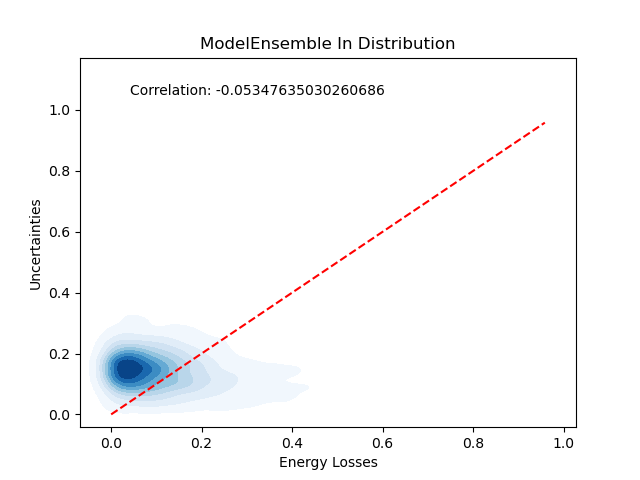 ModelEnsemble In Distribution
Correlation: -0.05347635030260686
1.0
0.8
0.6
0.4
0.2
0.0
Uncertainties
0.0 0.2 0.4 0.6 0.8 1.0
Energy Losses